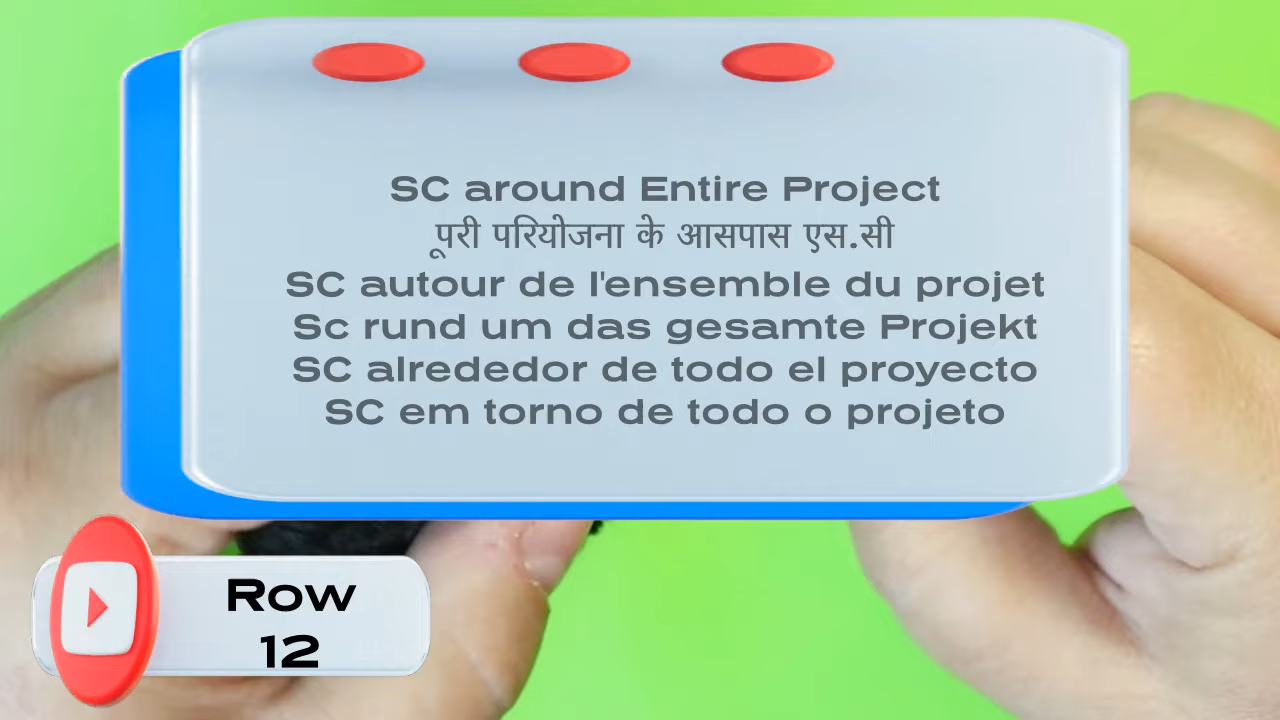 SC around Entire Project
पूरी परियोजना के आसपास एस.सी
SC autour de l'ensemble du projet
Sc rund um das gesamte Projekt
SC alrededor de todo el proyecto
SC em torno de todo o projeto
Row
12